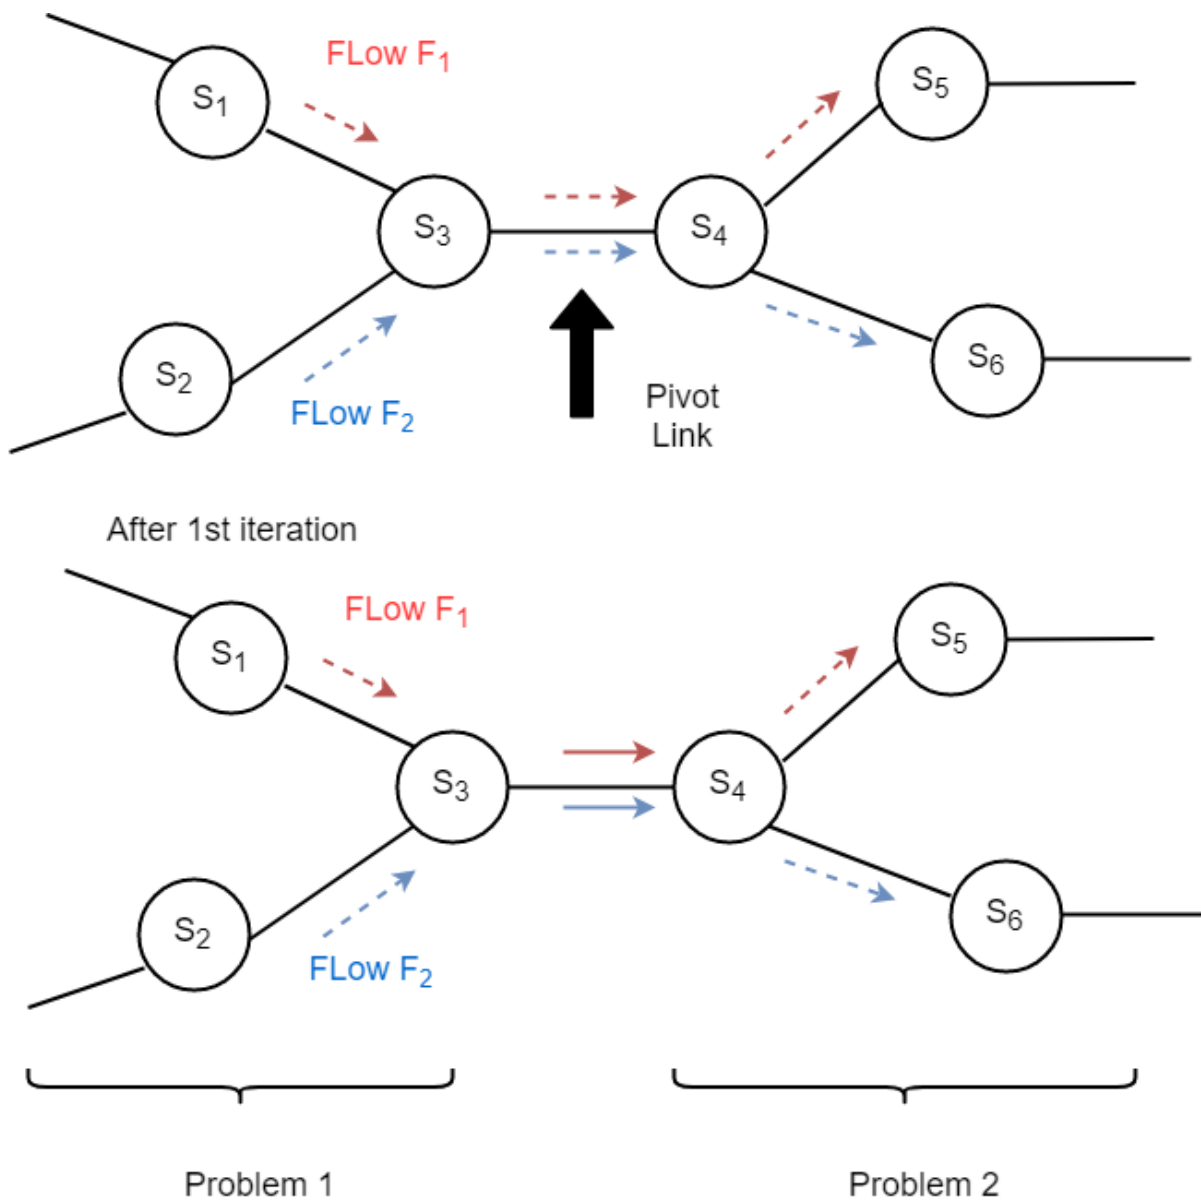 FLow F1
S1
S5
S3
S4
S2
S6
FLow F2
Pivot
Link
After 1st iteration
FLow F1
S1
S5
S3
S4
S2
S6
FLow F2
Problem 1
Problem 2